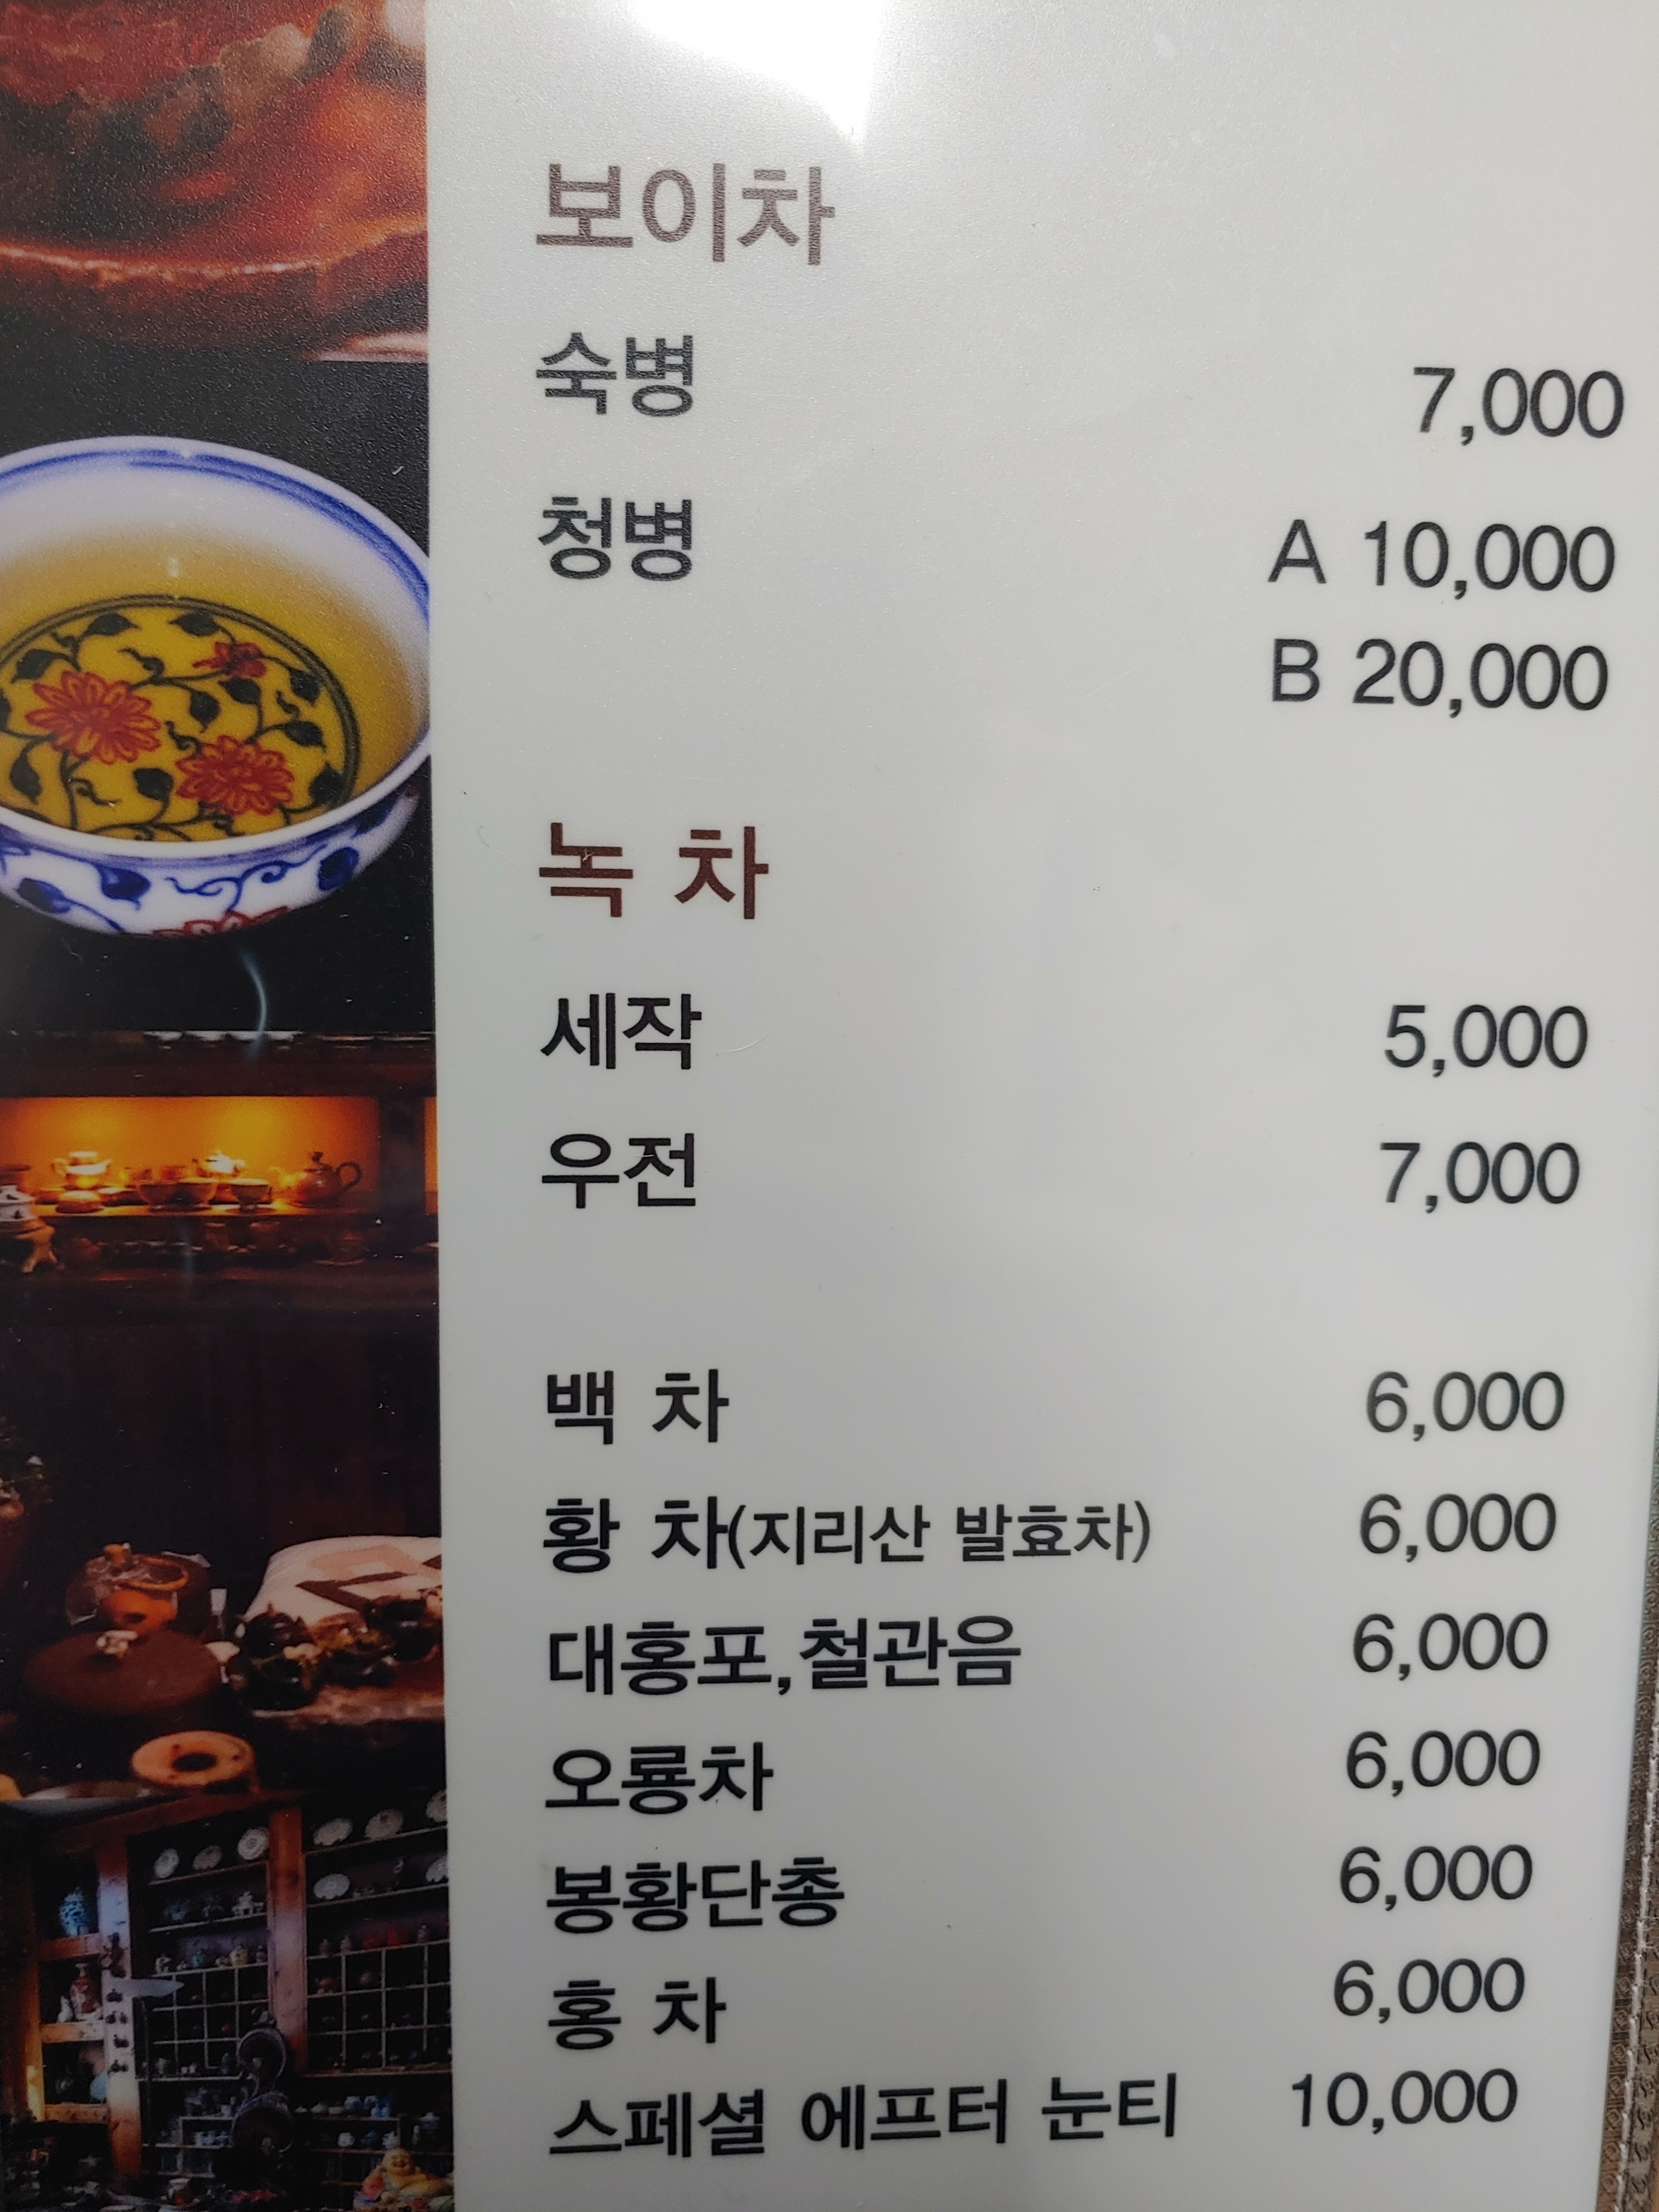 보이차
숙병 7,000
청병 A 10,000
B 20,000
녹 차
세작 5,000
우전 7,000
백 차 6,000
황 차(지리산 발효차) 6,000
대홍포,철관음 6,000
오룡차 6,000
봉황단총 6,000
홍 차 6,000
스페셜 에프터 눈티 10,000